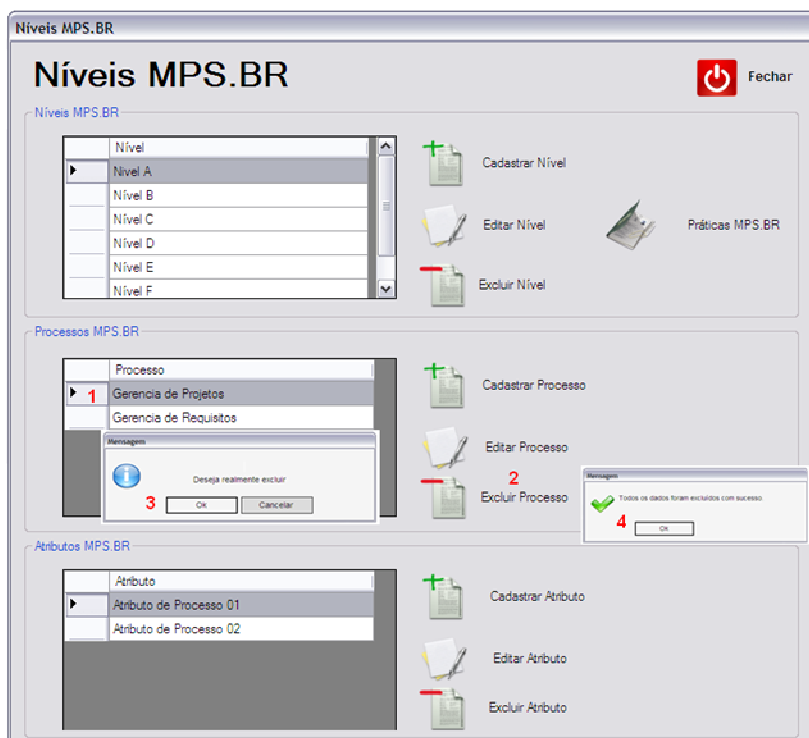 Níveis MPS.BR
Níveis MPS.BR
Fechar
Níveis MPS.BR
Nível
Nivel A
Nível B
Nível C
Nível D
Nível E
Nível F
Cadastrar Nível
Editar Nível
Práticas MPS.BR
Excluir Nível
Processos MPS.BR
Processo
1 Gerencia de Projetos
Gerencia de Requisitos
Cadastrar Processo
Editar Processo
2
Excluir Processo
Mensagem
Deseja realmente excluir
3 Ok Cancelar
Mensagem
Todos os dados foram excluídos com sucesso
4 OK
Atributos MPS.BR
Atributo
Atributo de Processo 01
Atributo de Processo 02
Cadastrar Atributo
Editar Atributo
Excluir Atributo